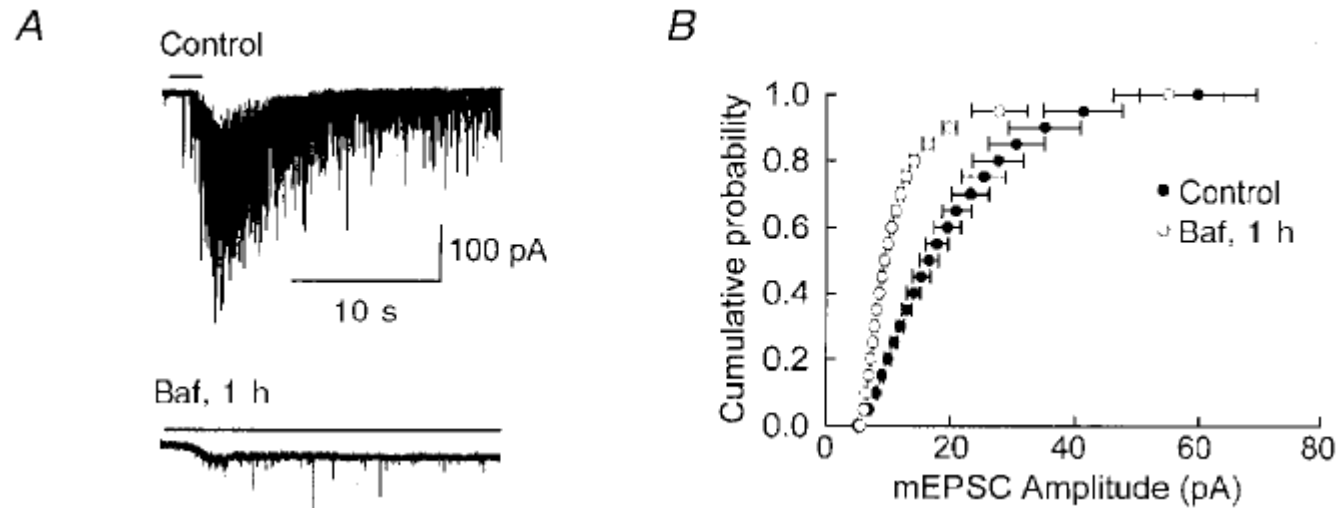 A
Control
100 pA
10 s
Baf, 1 h
B
Cumulative probability
1.0
0.8
0.6
0.4
0.2
0.0
Control
Baf, 1 h
0 20 40 60 80
mEPSC Amplitude (pA)